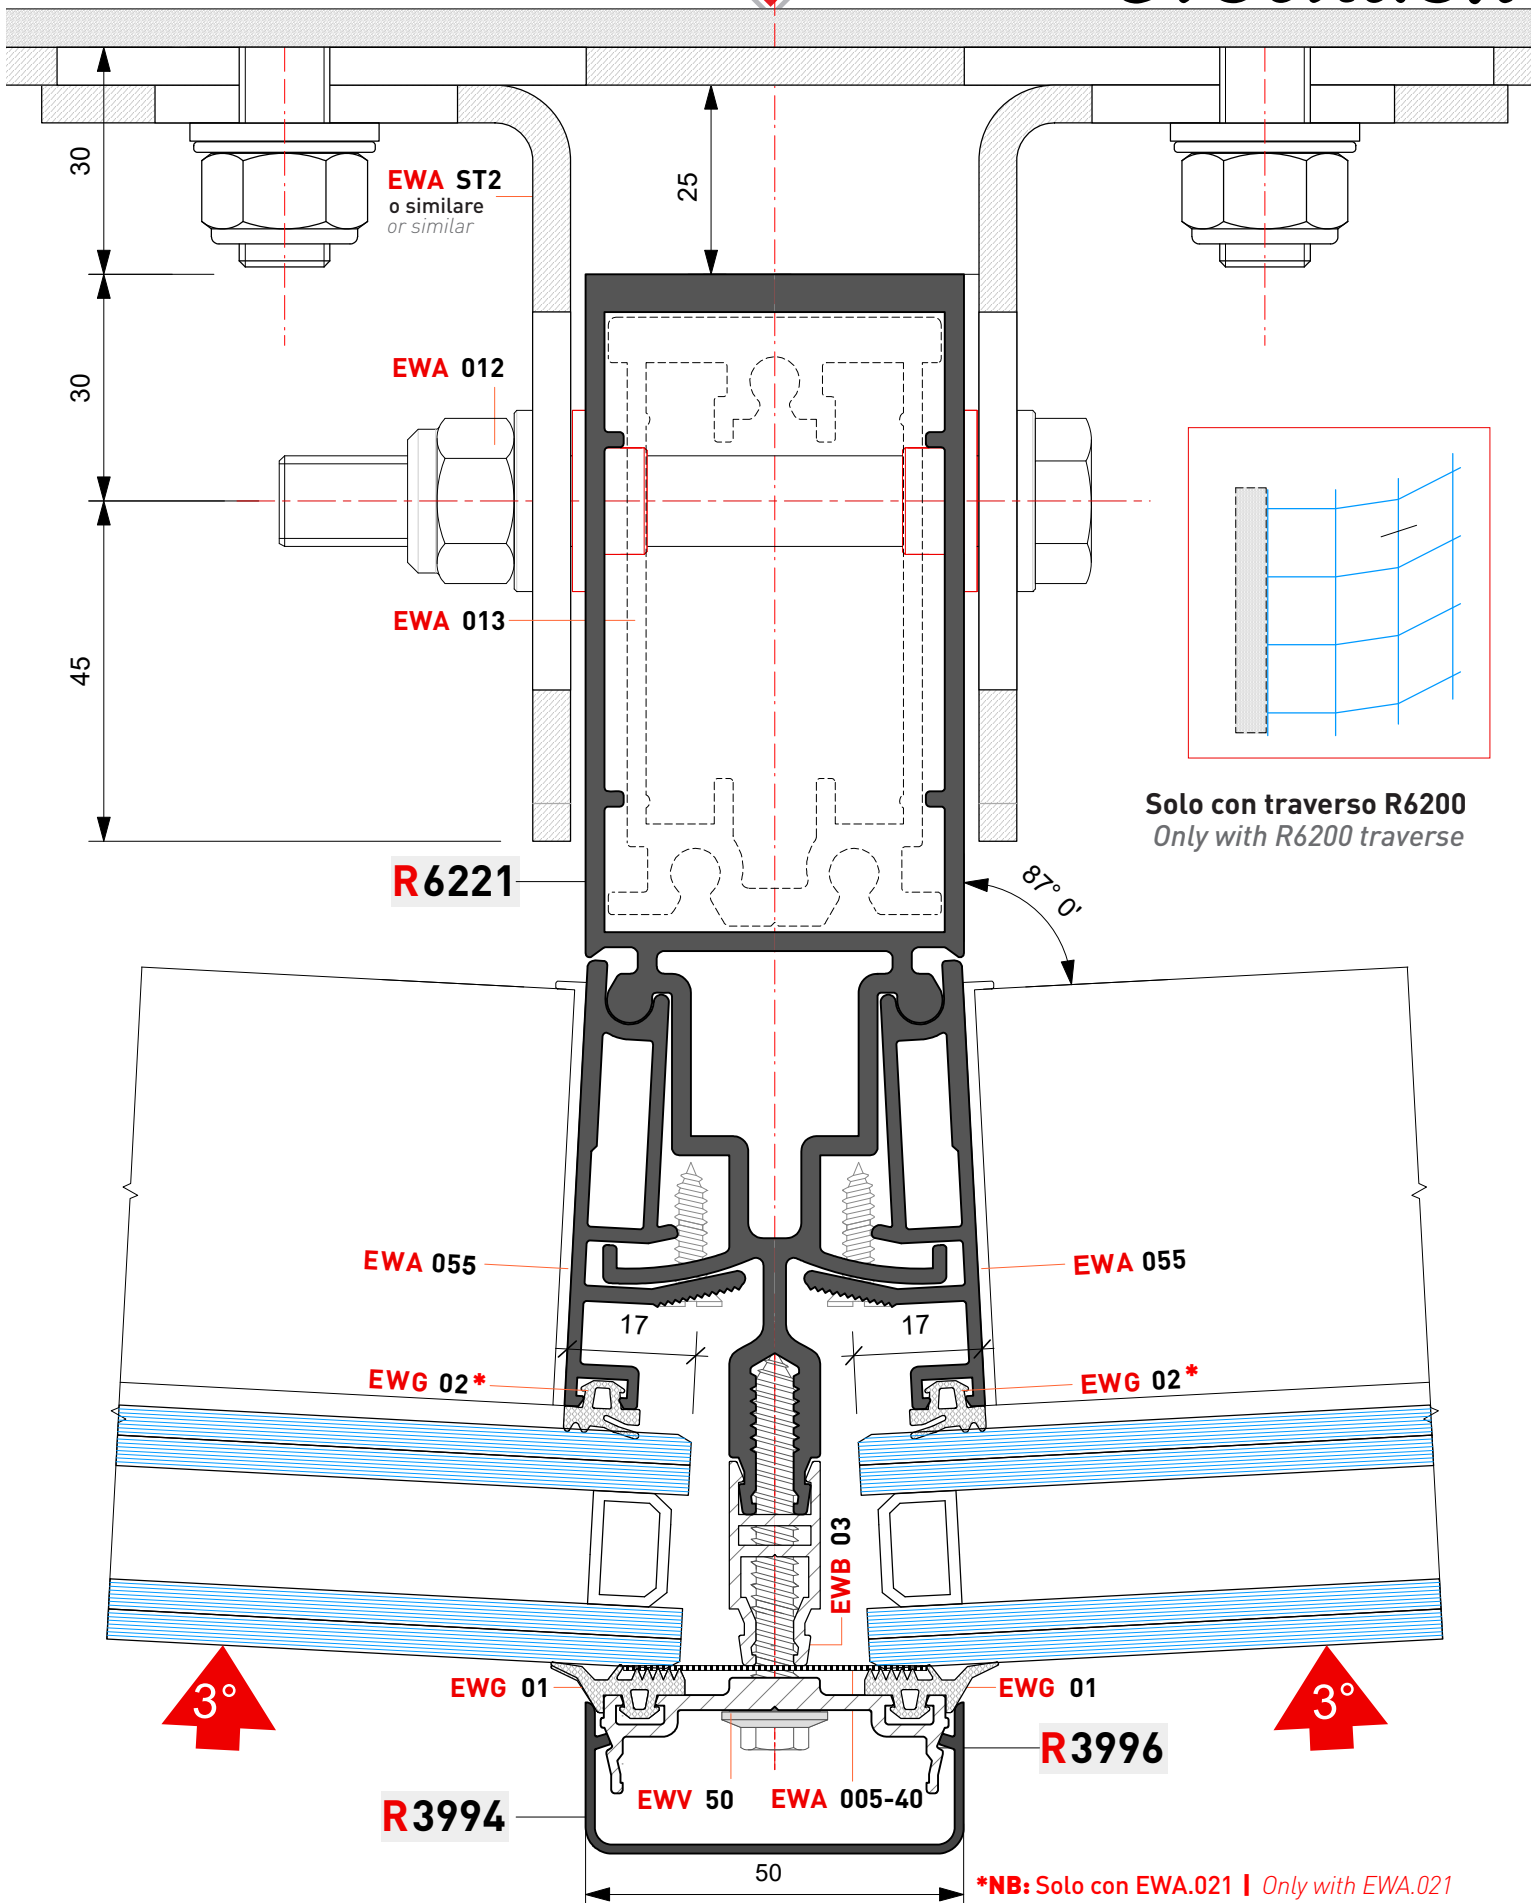 30
EWA ST2
o similare
or similar
25
30
EWA 012
EWA 013
45
Solo con traverso R6200
Only with R6200 traverse
R6221
87° 0'
EWA 055
EWA 055
17
17
EWG 02*
EWG 02*
EWB 03
EWG 01
EWG 01
3°
3°
R3996
EWV 50
EWA 005-40
R3994
50
*NB: Solo con EWA.021 | Only with EWA.021